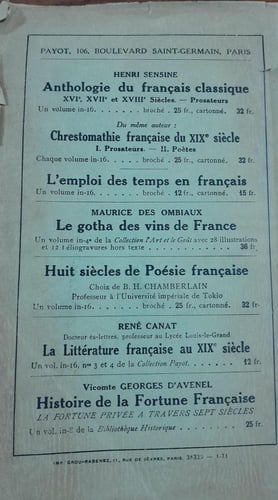 PAYOT, 106, BOULEVARD SAINT-GERMAIN, PARIS
HENRI SENSINE
Anthologie du français classique
XVIe, XVIIe et XVIIIe Siècles. — Prosateurs
Un volume in-16. . . . . broché . 25 fr., cartonné. 32 fr.
Du même auteur :
Chrestomathie française du XIXe siècle
I. Prosateurs. — II. Poètes
Chaque volume in-16. . . . . broché . 25 fr., cartonné. 32 fr.
L'emploi des temps en français
Un volume in-16. . . . . broché . 12 fr., cartonné. 15 fr.
MAURICE DES OMBIAUX
Le gotha des vins de France
Un volume in-4° de la Collection l'Art et le Goût avec 28 illustrations
et 12 héliogravures hors texte . . . . . 36 fr.
Huit siècles de Poésie française
Choix de B. H. CHAMBERLAIN
Professeur à l'Université impériale de Tokio
Un volume in-16. . . . . broché . 25 fr., cartonné. 32 fr.
RENÉ CANAT
Docteur ès-lettres, professeur au Lycée Louis-le-Grand
La Littérature française au XIXe siècle
Un vol. in-16, nos 3 et 4 de la Collection Payot. . . . . 12 fr.
Vicomte GEORGES D'AVENEL
Histoire de la Fortune Française
LA FORTUNE PRIVÉE A TRAVERS SEPT SIÈCLES
Un vol. in-8 de la Bibliothèque Historique . . . . . 25 fr.
IMP. 11, RUE DE SÈVRES, PARIS